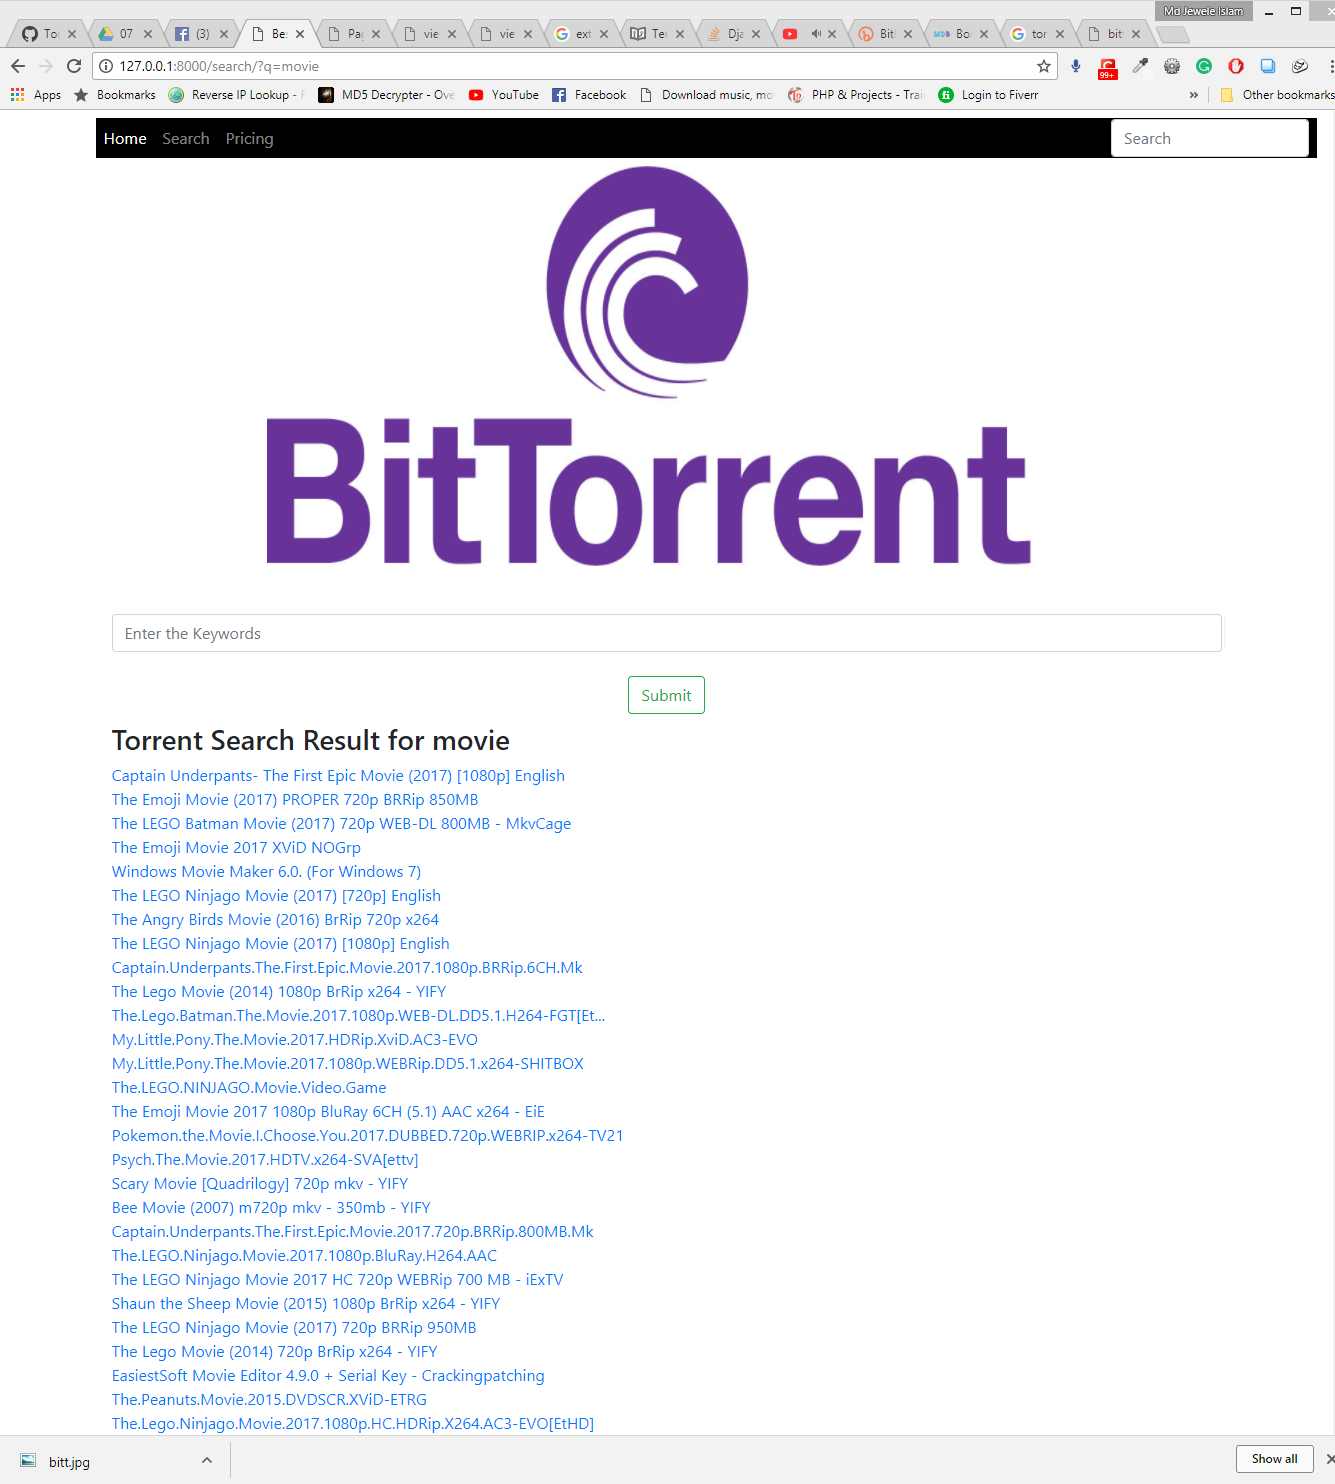 Md Jewele Islam
To
07
(3)
Be
Pa
vie
vie
ext
Te
Dja
Bit
Bo
tor
bit
127.0.0.1:8000/search/?q=movie
99+
Apps
Bookmarks
Reverse IP Lookup -
MD5 Decrypter - Ove
YouTube
Facebook
Download music, mo
PHP & Projects - Trai
Login to Fiverr
»
Other bookmarks
Home Search Pricing
Search
BitTorrent
Enter the Keywords
Submit
Torrent Search Result for movie
Captain Underpants- The First Epic Movie (2017) [1080p] English
The Emoji Movie (2017) PROPER 720p BRRip 850MB
The LEGO Batman Movie (2017) 720p WEB-DL 800MB - MkvCage
The Emoji Movie 2017 XViD NOGrp
Windows Movie Maker 6.0. (For Windows 7)
The LEGO Ninjago Movie (2017) [720p] English
The Angry Birds Movie (2016) BrRip 720p x264
The LEGO Ninjago Movie (2017) [1080p] English
Captain.Underpants.The.First.Epic.Movie.2017.1080p.BRRip.6CH.Mk
The Lego Movie (2014) 1080p BrRip x264 - YIFY
The.Lego.Batman.The.Movie.2017.1080p.WEB-DL.DD5.1.H264-FGT[Et...
My.Little.Pony.The.Movie.2017.HDRip.XviD.AC3-EVO
My.Little.Pony.The.Movie.2017.1080p.WEBRip.DD5.1.x264-SHITBOX
The.LEGO.NINJAGO.Movie.Video.Game
The Emoji Movie 2017 1080p BluRay 6CH (5.1) AAC x264 - EiE
Pokemon.the.Movie.I.Choose.You.2017.DUBBED.720p.WEBRIP.x264-TV21
Psych.The.Movie.2017.HDTV.x264-SVA[ettv]
Scary Movie [Quadrilogy] 720p mkv - YIFY
Bee Movie (2007) m720p mkv - 350mb - YIFY
Captain.Underpants.The.First.Epic.Movie.2017.720p.BRRip.800MB.Mk
The.LEGO.Ninjago.Movie.2017.1080p.BluRay.H264.AAC
The LEGO Ninjago Movie 2017 HC 720p WEBRip 700 MB - iExTV
Shaun the Sheep Movie (2015) 1080p BrRip x264 - YIFY
The LEGO Ninjago Movie (2017) 720p BRRip 950MB
The Lego Movie (2014) 720p BrRip x264 - YIFY
EasiestSoft Movie Editor 4.9.0 + Serial Key - Crackingpatching
The.Peanuts.Movie.2015.DVDSCR.XViD-ETRG
The.Lego.Ninjago.Movie.2017.1080p.HC.HDRip.X264.AC3-EVO[EtHD]
bitt.jpg
Show all